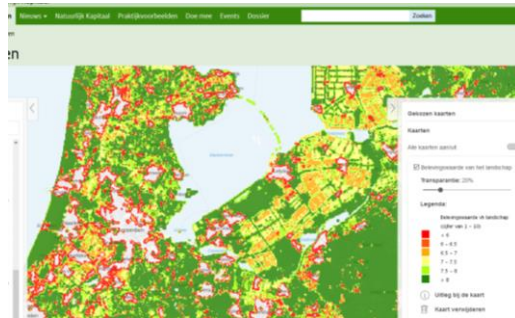 Nieuws Natuurlijk Kapitaal Praktijkvoorbeelden Doe mee Events Dossier Zoeken
en
en
Gekozen kaarten
Kaarten
Alle kaarten aan/uit
Belevingswaarde van het landschap
Transparantie: 20%
Legenda:
Belevingswaarde vh landschap
(cijfer van 1 - 10)
< 6
6 - 6.5
6.5 - 7
7 - 7.5
7.5 - 8
> 8
Uitleg bij de kaart
Kaart verwijderen